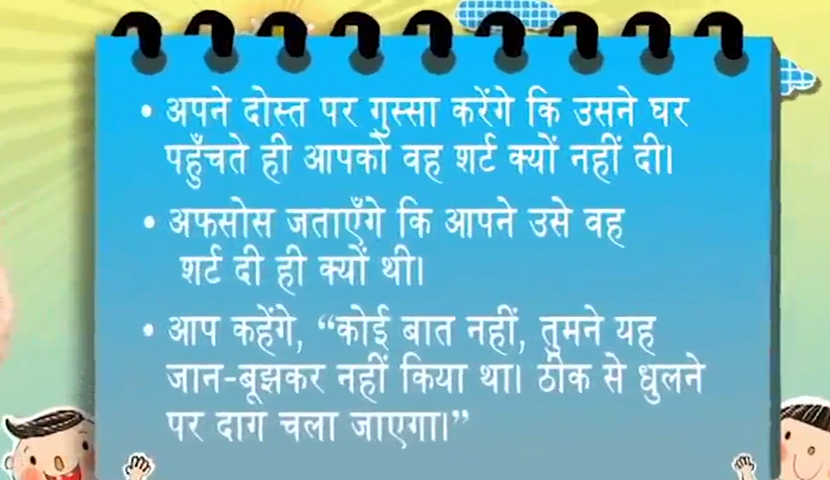 • अपने दोस्त पर गुस्सा करेंगे कि उसने घर
पहुँचते ही आपको वह शर्ट क्यों नहीं दी।
• अफसोस जताएँगे कि आपने उसे वह
शर्ट दी ही क्यों थी।
• आप कहेंगे, “कोई बात नहीं, तुमने यह
जान-बूझकर नहीं किया था। ठीक से धुलने
पर दाग चला जाएगा।”